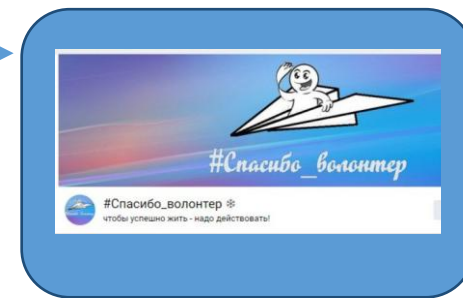 #Спасибо_волонтер
#Спасибо_волонтер ❄
чтобы успешно жить - надо действовать!